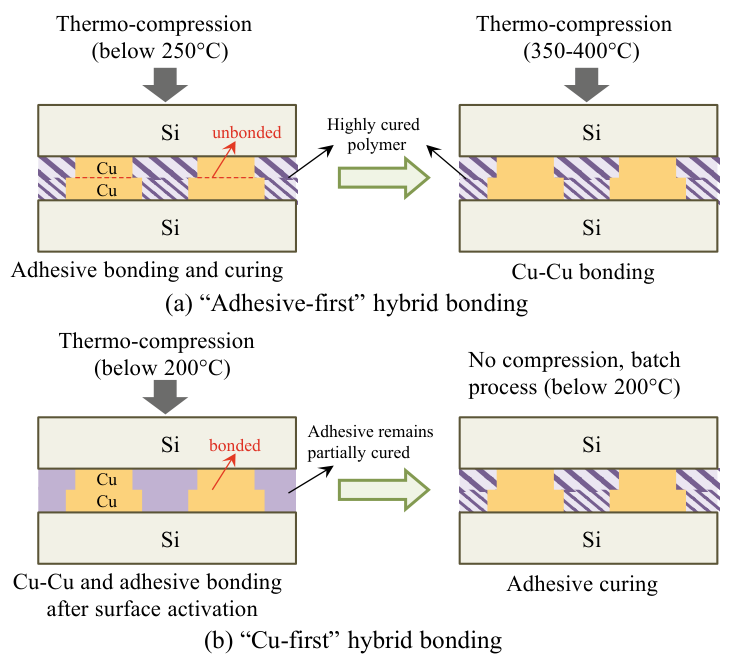 Thermo-compression
(below 250°C)
Thermo-compression
(350-400°C)
Si
unbonded
Cu
Cu
Si
Highly cured
polymer
Si
Si
Adhesive bonding and curing
Cu-Cu bonding
(a) “Adhesive-first” hybrid bonding
Thermo-compression
(below 200°C)
No compression, batch
process (below 200°C)
Si
bonded
Cu
Cu
Si
Adhesive remains
partially cured
Si
Si
Cu-Cu and adhesive bonding
after surface activation
Adhesive curing
(b) “Cu-first” hybrid bonding